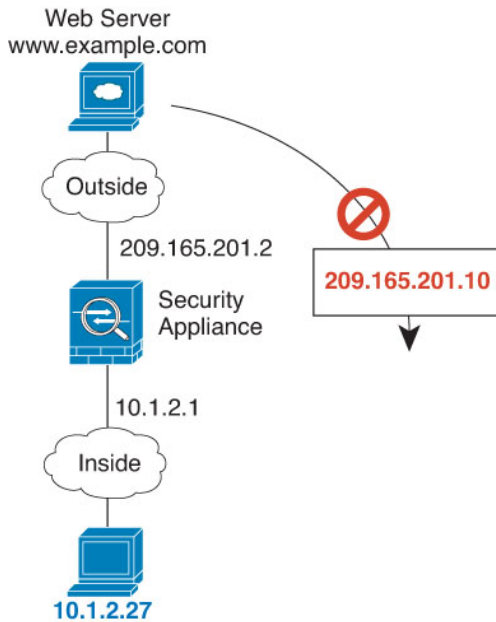 Web Server
www.example.com
Outside
209.165.201.2
209.165.201.10
Security
Appliance
10.1.2.1
Inside
10.1.2.27